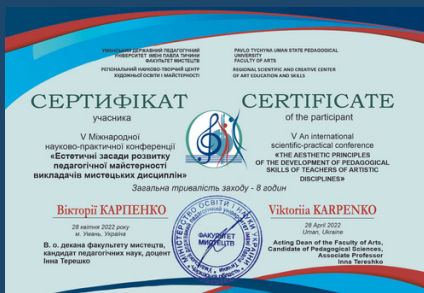 УМАНСЬКИЙ ДЕРЖАВНИЙ ПЕДАГОГІЧНИЙ
УНІВЕРСИТЕТ ІМЕНІ ПАВЛА ТИЧИНИ
ФАКУЛЬТЕТ МИСТЕЦТВ
РЕГІОНАЛЬНИЙ НАУКОВО-ТВОРЧИЙ ЦЕНТР
ХУДОЖНЬОЇ ОСВІТИ І МАЙСТЕРНОСТІ
PAVLO TYCHYNA UMAN STATE PEDAGOGICAL
UNIVERSITY
FACULTY OF ARTS
REGIONAL SCIENTIFIC AND CREATIVE CENTER
OF ART EDUCATION AND SKILLS
СЕРТИФІКАТ
учасника
V Міжнародної
науково-практичної конференції
«Естетичні засади розвитку
педагогічної майстерності
викладачів мистецьких дисциплін»
CERTIFICATE
of the participant
V An international
scientific-practical conference
«THE AESTHETIC PRINCIPLES
OF THE DEVELOPMENT OF PEDAGOGICAL
SKILLS OF TEACHERS OF ARTISTIC
DISCIPLINES»
Загальна тривалість заходу - 8 годин
Вікторії КАРПЕНКО
28 квітня 2022 року
м. Умань, Україна
В. о. декана факультету мистецтв,
кандидат педагогічних наук, доцент
Інна Терешко
Viktoriia KARPENKO
28 April 2022
Uman, Ukraine
Acting Dean of the Faculty of Arts,
Candidate of Pedagogical Sciences,
Associate Professor
Inna Tereshko
МІНІСТЕРСТВО ОСВІТИ І НАУКИ УКРАЇНИ
ФАКУЛЬТЕТ
МИСТЕЦТВ